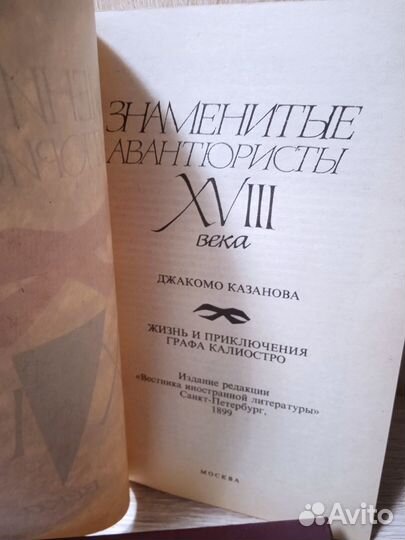 ЗНАМЕНИТЫЕ
АВАНТЮРИСТЫ
XVIII
века
ДЖАКОМО КАЗАНОВА
ЖИЗНЬ И ПРИКЛЮЧЕНИЯ
ГРАФА КАЛИОСТРО
Издание редакции
«Вестника иностранной литературы»
Санкт-Петербург,
1899
МОСКВА
Avito